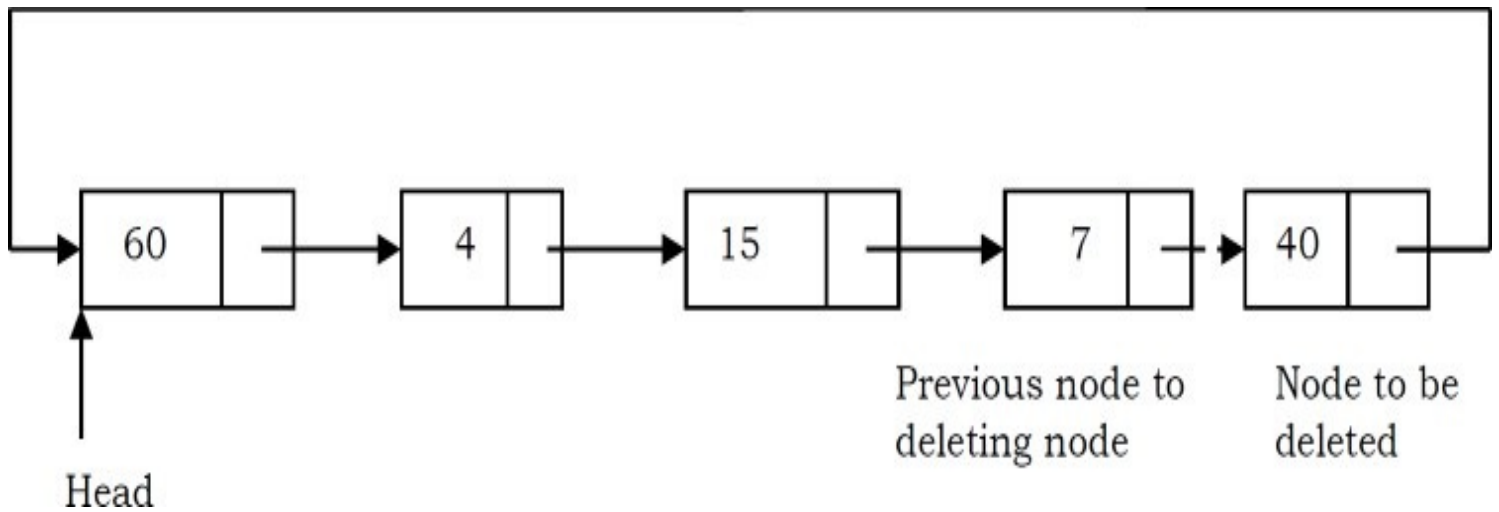 60 4 15 7 40
Previous node to
deleting node
Node to be
deleted
Head